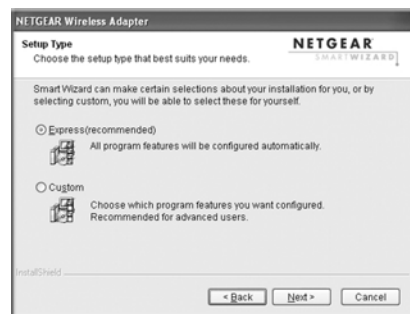 NETGEAR Wireless Adapter
Setup Type
Choose the setup type that best suits your needs.
NETGEAR
SMARTWIZARD
Smart Wizard can make certain selections about your installation for you, or by
selecting custom, you will be able to select these for yourself.
Express(recommended)
All program features will be configured automatically.
Custom
Choose which program features you want configured.
Recommended for advanced users.
InstallShield
< Back
Next >
Cancel